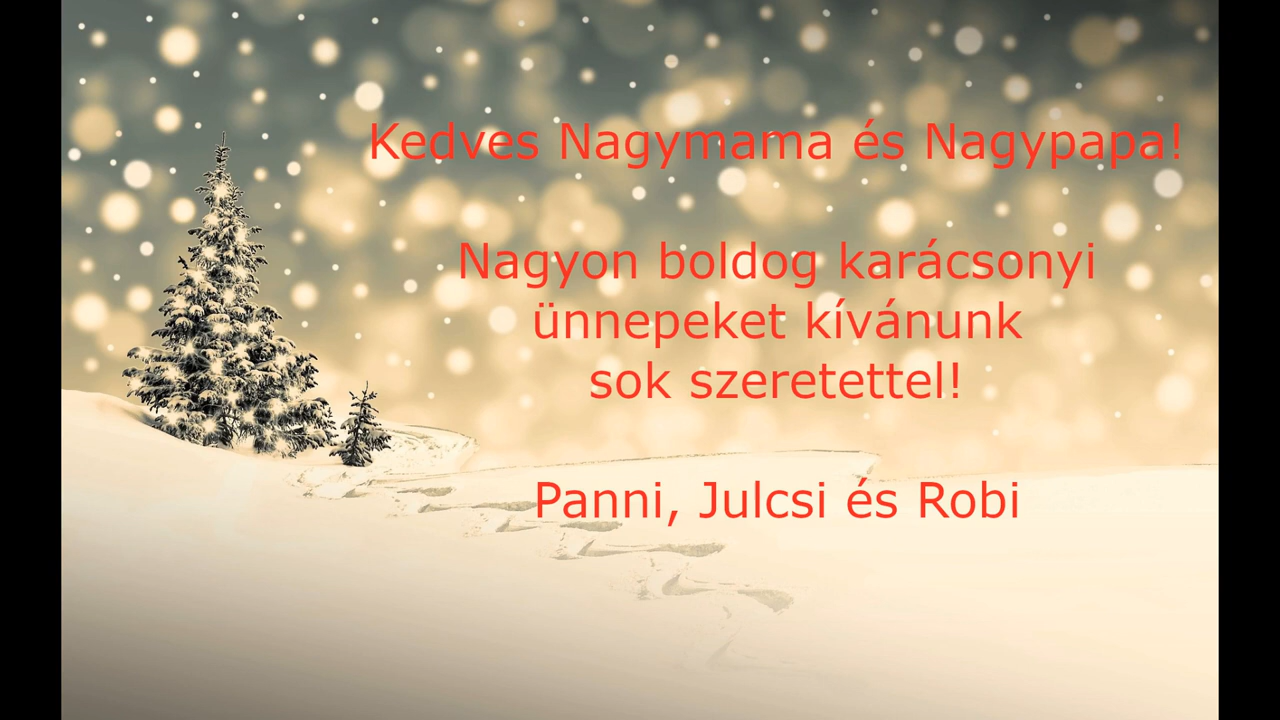 Kedves Nagymama és Nagypapa!
Nagyon boldog karácsonyi
ünnepeket kívánunk
sok szeretettel!
Panni, Julcsi és Robi